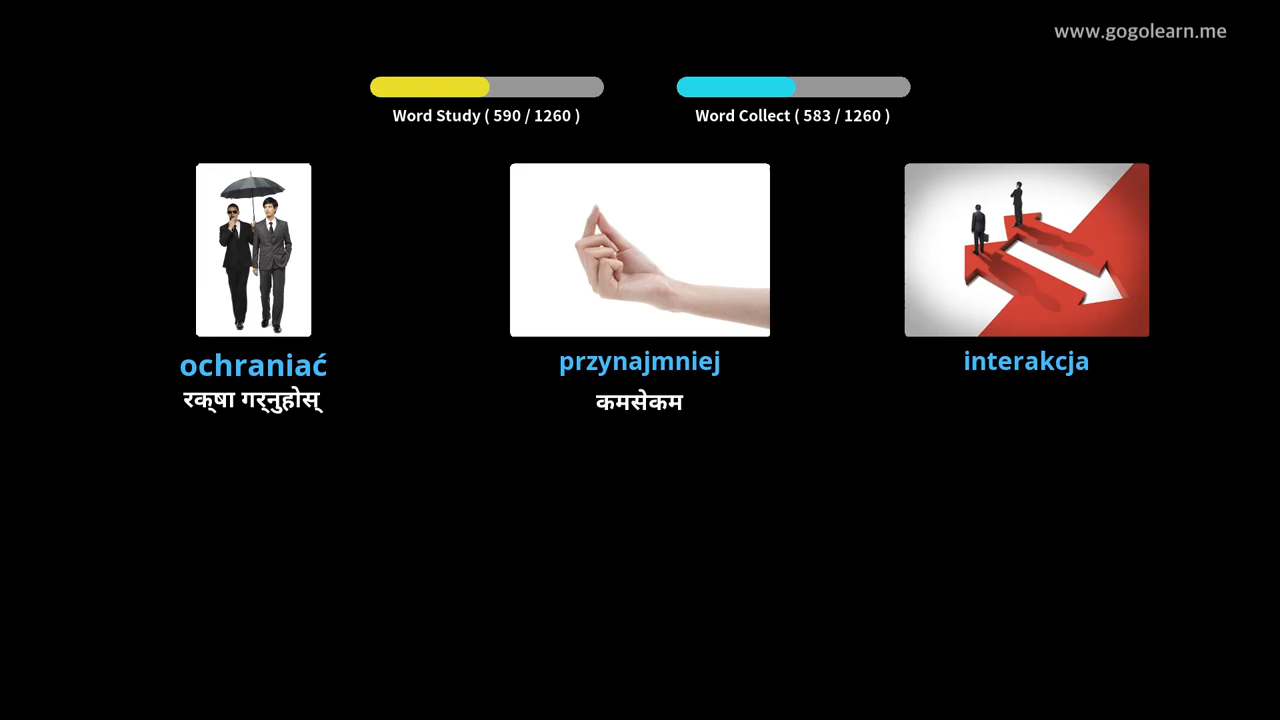 www.gogolearn.me
Word Study ( 590 / 1260 )
Word Collect ( 583 / 1260 )
ochraniać
रक्षा गर्नुहोस्
przynajmniej
कमसेकम
interakcja